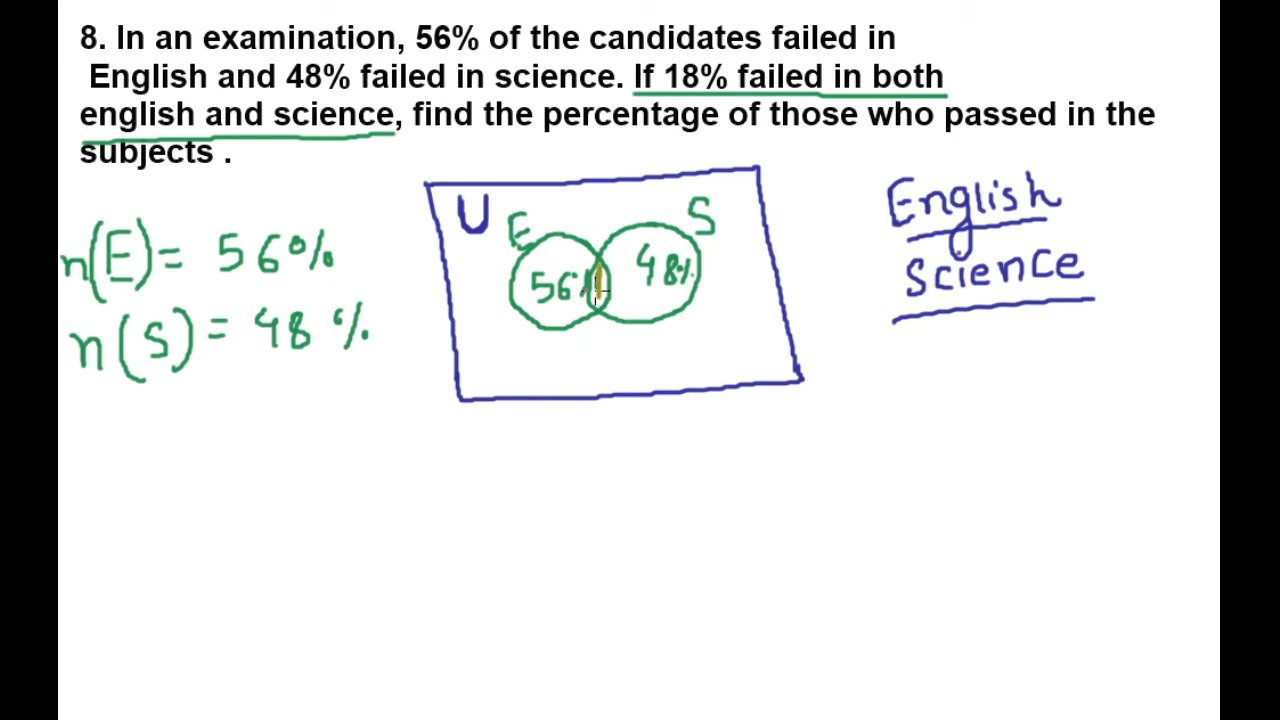 8. In an examination, 56% of the candidates failed in
English and 48% failed in science. If 18% failed in both
english and science, find the percentage of those who passed in the
subjects .
n(E) = 56%
n(S) = 48 %
U
E
S
56%
48%
English
Science